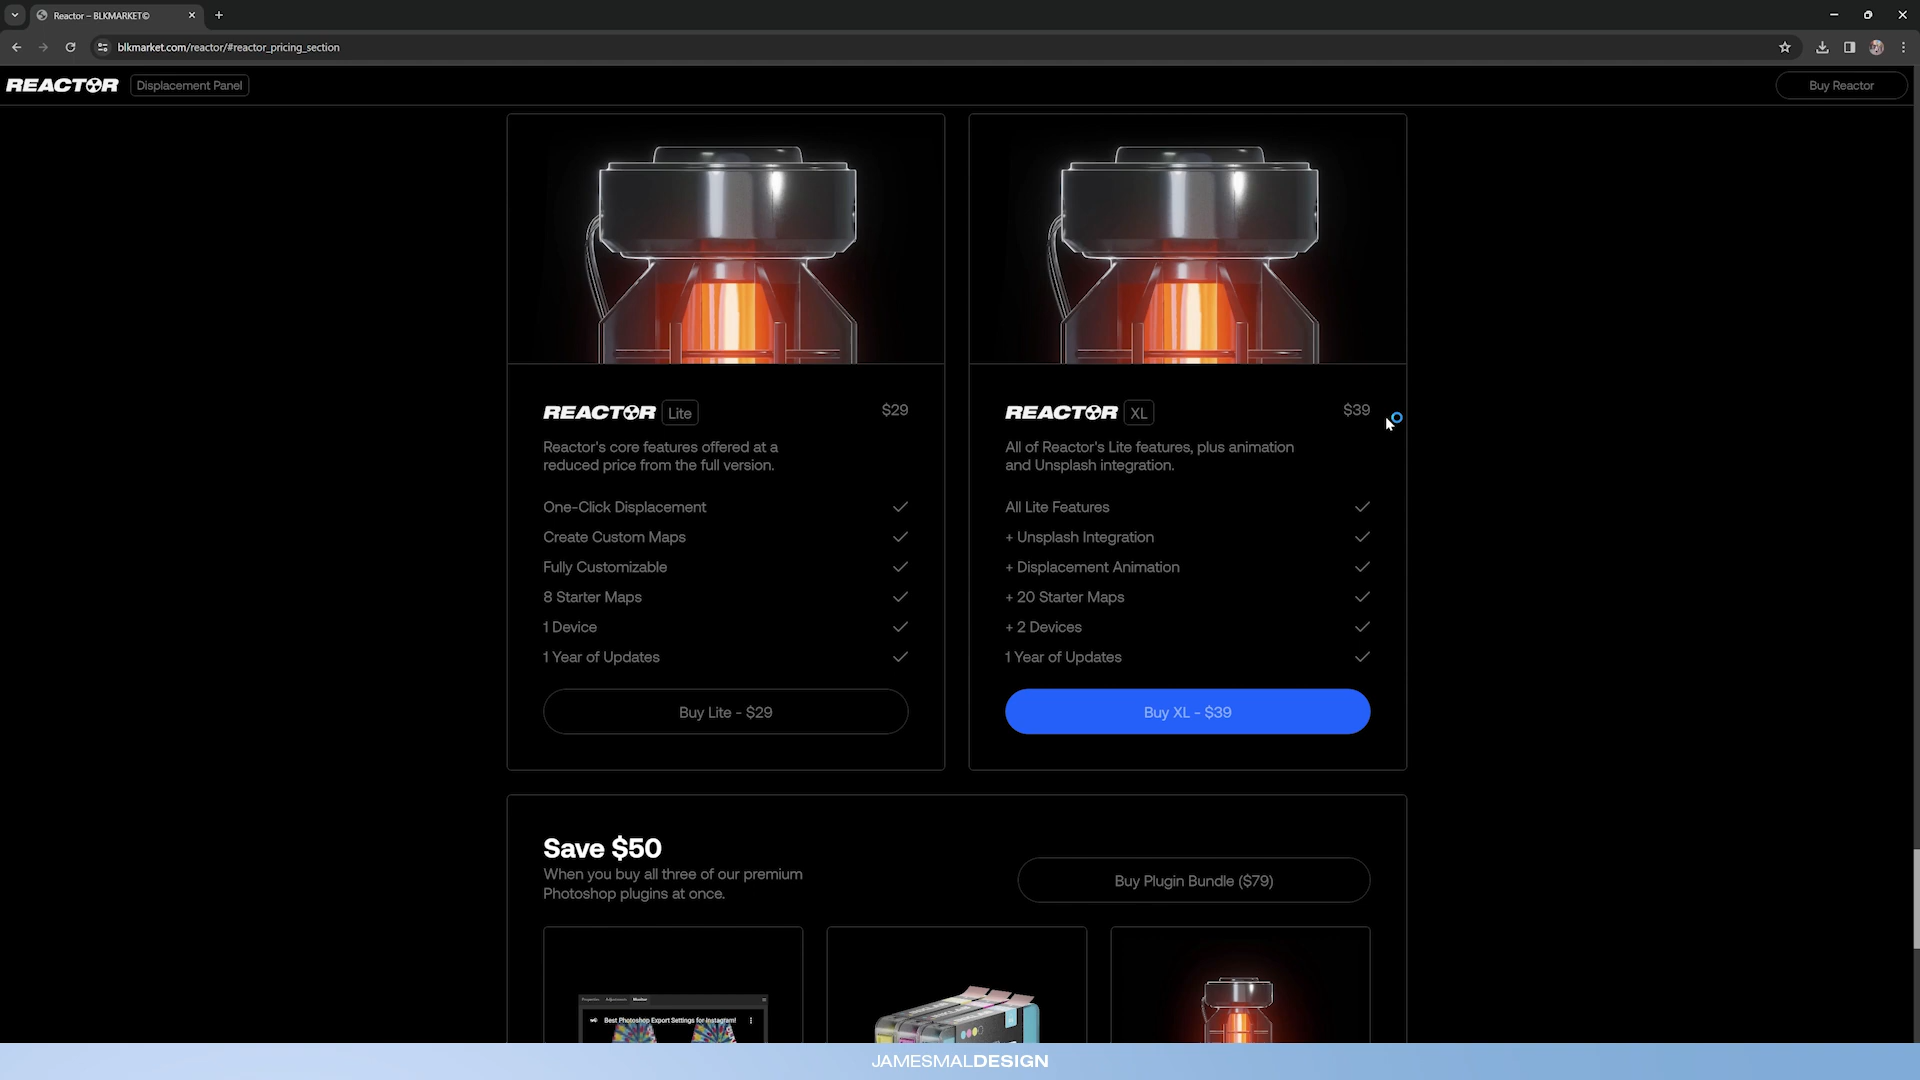 Reactor – BLKMARKET©
blkmarket.com/reactor/#reactor_pricing_section
REACTOR
Displacement Panel
Buy Reactor
REACTOR Lite
$29
Reactor's core features offered at a
reduced price from the full version.
One-Click Displacement
Create Custom Maps
Fully Customizable
8 Starter Maps
1 Device
1 Year of Updates
Buy Lite - $29
REACTOR XL
$39
All of Reactor's Lite features, plus animation
and Unsplash integration.
All Lite Features
+ Unsplash Integration
+ Displacement Animation
+ 20 Starter Maps
+ 2 Devices
1 Year of Updates
Buy XL - $39
Save $50
When you buy all three of our premium
Photoshop plugins at once.
Buy Plugin Bundle ($79)
Properties Adjustments Monitor
Best Photoshop Export Settings for Instagram!
JAMESMALDESIGN